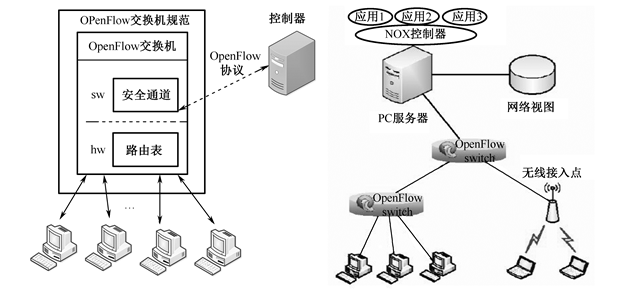 OPenFlow交换机规范
OpenFlow交换机
sw
安全通道
hw
路由表
...
控制器
OpenFlow
协议
应用1
应用2
应用3
NOX控制器
PC服务器
网络视图
OpenFlow
switch
无线接入点
OpenFlow
switch